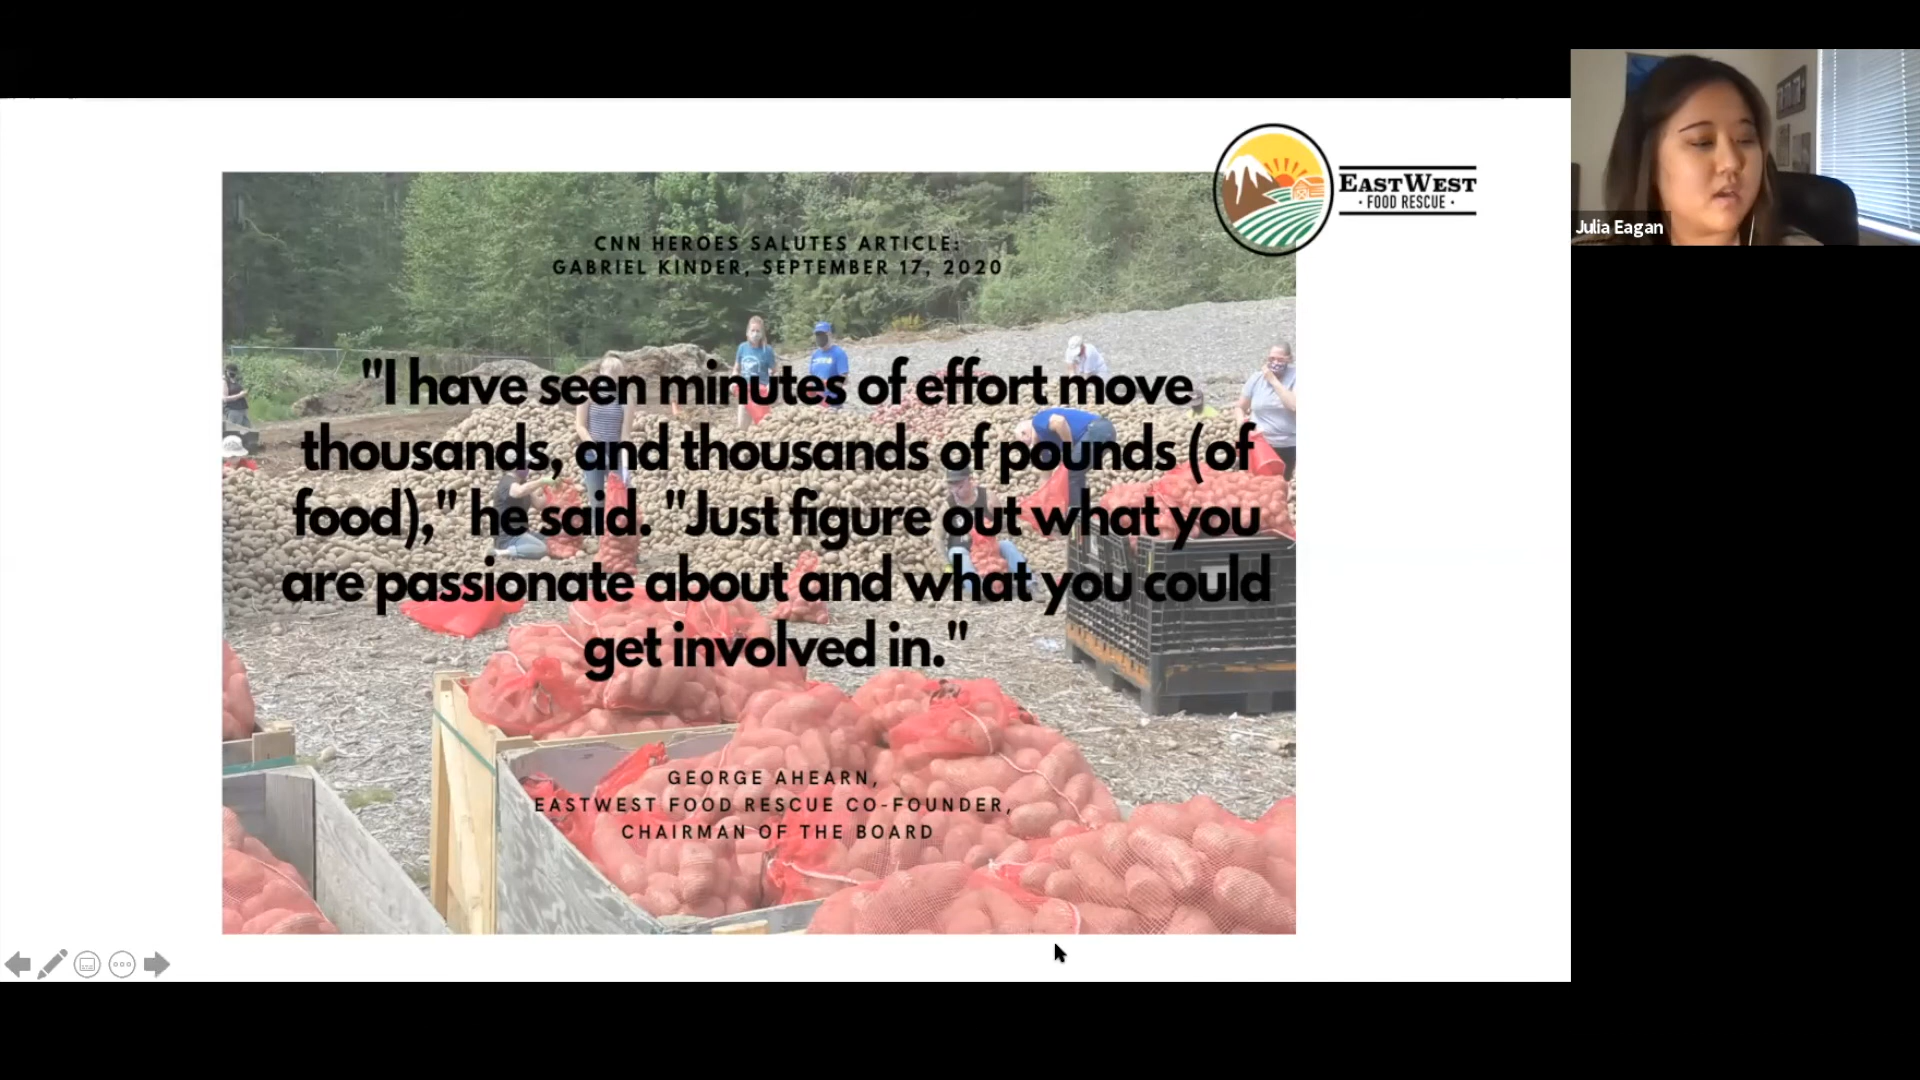 EASTWEST
· FOOD RESCUE ·
CNN HEROES SALUTES ARTICLE:
GABRIEL KINDER, SEPTEMBER 17, 2020
"I have seen minutes of effort move
thousands, and thousands of pounds (of
food)," he said. "Just figure out what you
are passionate about and what you could
get involved in."
GEORGE AHEARN,
EASTWEST FOOD RESCUE CO-FOUNDER,
CHAIRMAN OF THE BOARD
Julia Eagan